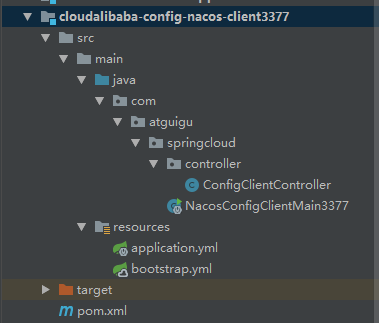 cloudalibaba-config-nacos-client3377
src
main
java
com
atguigu
springcloud
controller
ConfigClientController
NacosConfigClientMain3377
resources
application.yml
bootstrap.yml
target
pom.xml